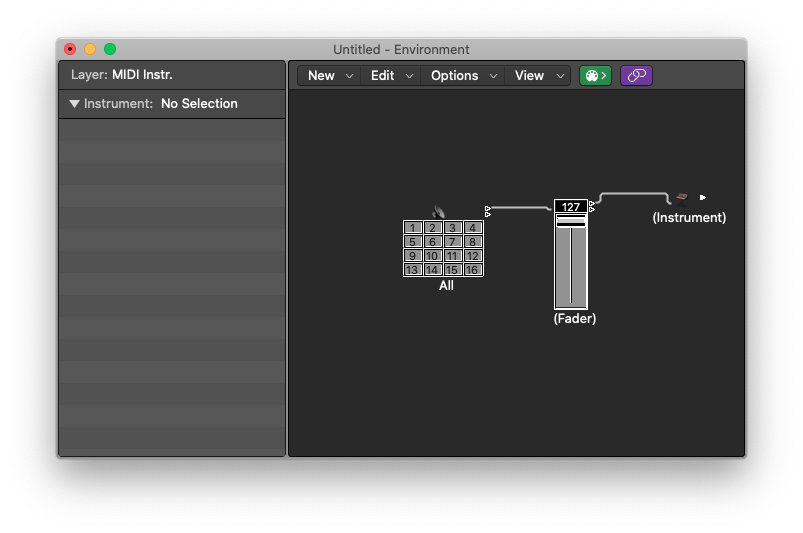 Untitled - Environment
Layer: MIDI Instr.
New Edit Options View
Instrument: No Selection
127
(Instrument)
1 2 3 4
5 6 7 8
9 10 11 12
13 14 15 16
All
(Fader)